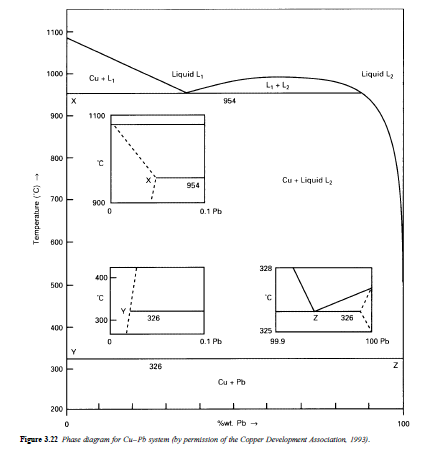 1100
1000
900
800
700
600
500
400
300
200
Temperature (°C) →
Cu + L₁
Liquid L₁
L₁ + L₂
Liquid L₂
X
954
1100
°C
900
X
954
0
0.1 Pb
Cu + Liquid L₂
400
°C
300
Y
326
0
0.1 Pb
328
°C
325
Z
326
99.9
100 Pb
Y
326
Z
Cu + Pb
0
%wt. Pb →
100
Figure 3.22 Phase diagram for Cu–Pb system (by permission of the Copper Development Association, 1993).